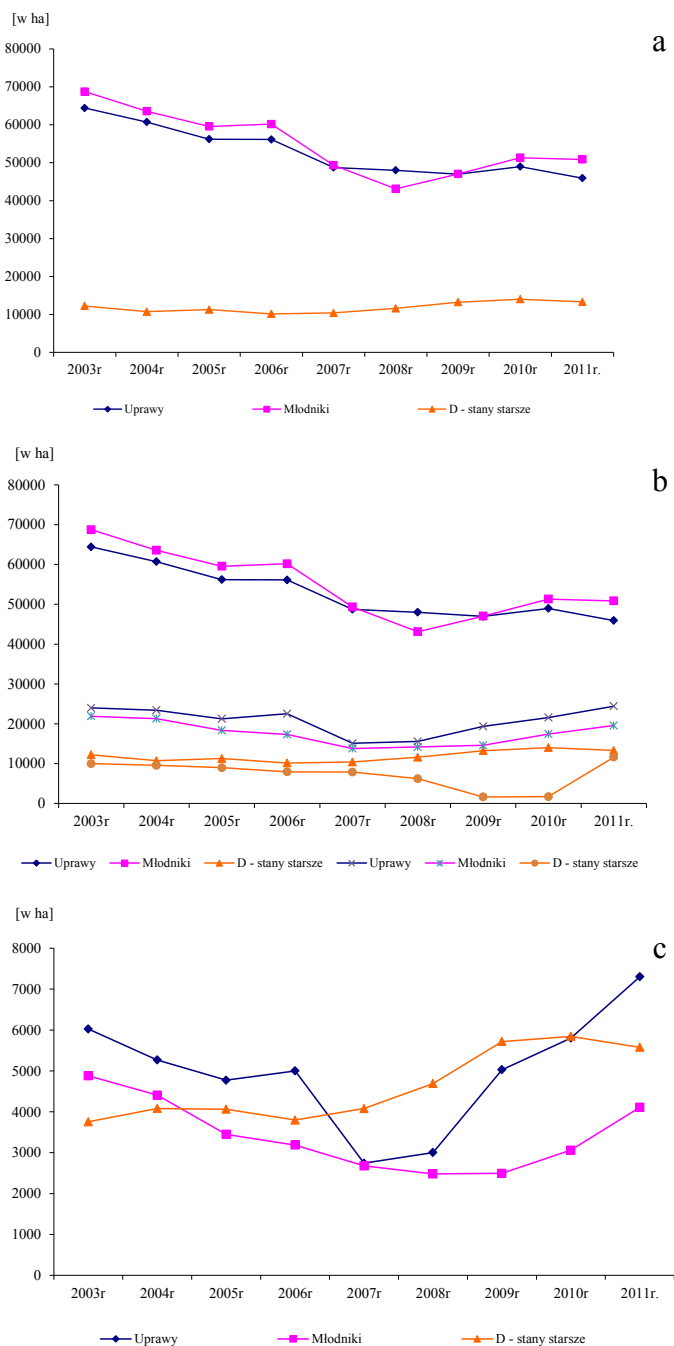 [w ha]
a
80000
70000
60000
50000
40000
30000
20000
10000
0
2003r 2004r 2005r 2006r 2007r 2008r 2009r 2010r 2011r.
Uprawy Młodniki D - stany starsze
[w ha]
b
80000
70000
60000
50000
40000
30000
20000
10000
0
2003r 2004r 2005r 2006r 2007r 2008r 2009r 2010r 2011r.
Uprawy Młodniki D - stany starsze Uprawy Młodniki D - stany starsze
[w ha]
c
8000
7000
6000
5000
4000
3000
2000
1000
0
2003r 2004r 2005r 2006r 2007r 2008r 2009r 2010r 2011r.
Uprawy Młodniki D - stany starsze